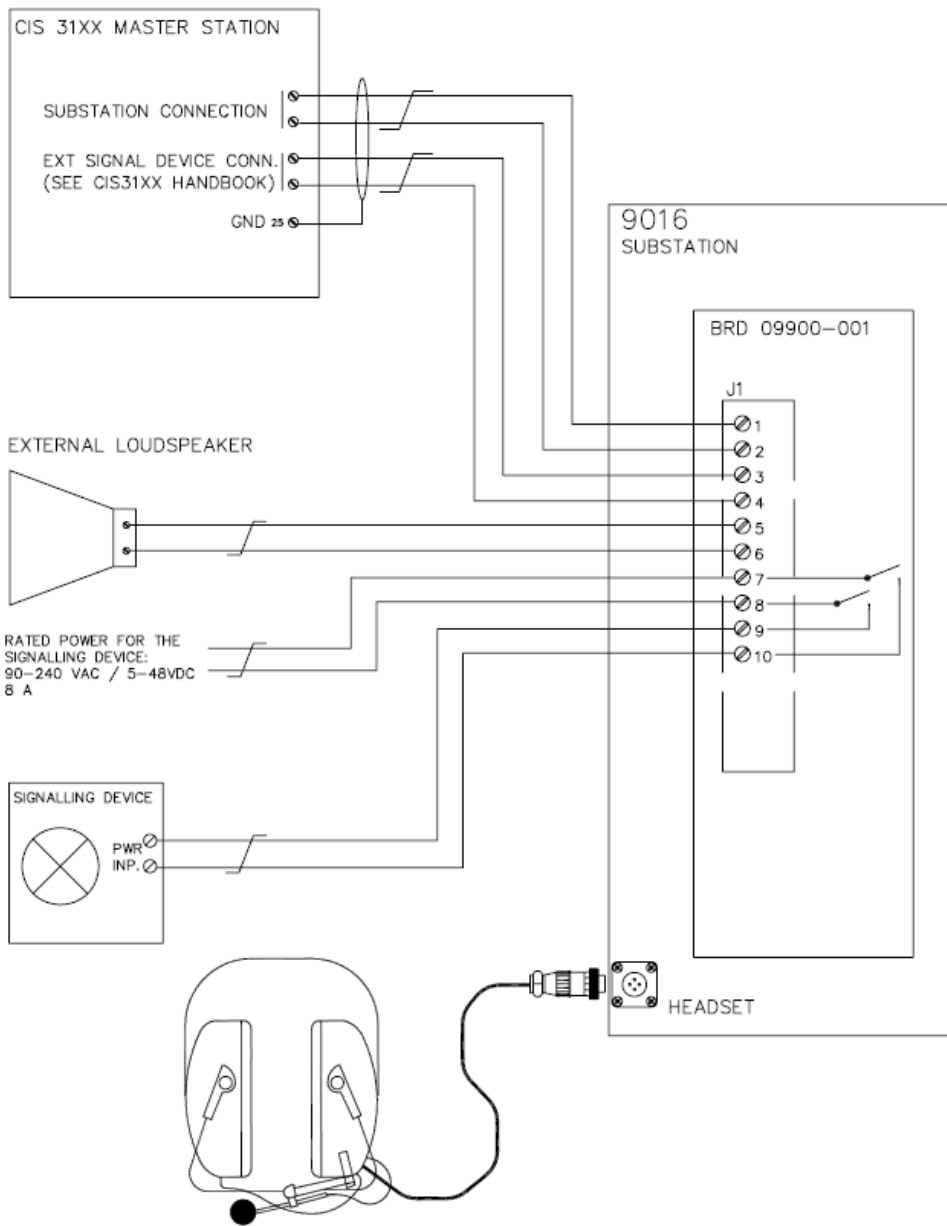 CIS 31XX MASTER STATION
SUBSTATION CONNECTION
EXT SIGNAL DEVICE CONN.
(SEE CIS31XX HANDBOOK)
GND 25
9016
SUBSTATION
BRD 09900-001
J1
1
2
3
4
5
6
7
8
9
10
EXTERNAL LOUDSPEAKER
RATED POWER FOR THE
SIGNALLING DEVICE:
90-240 VAC / 5-48VDC
8 A
SIGNALLING DEVICE
PWR
INP.
HEADSET